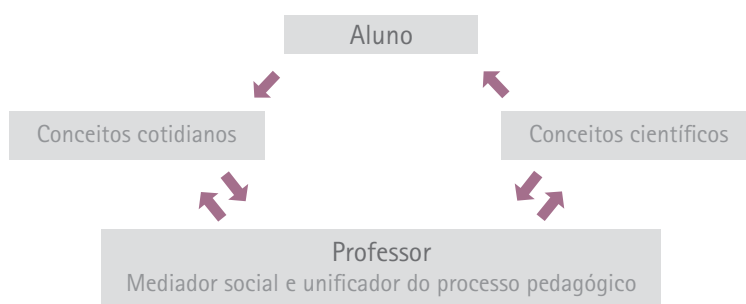 Aluno
Conceitos cotidianos
Conceitos científicos
Professor
Mediador social e unificador do processo pedagógico